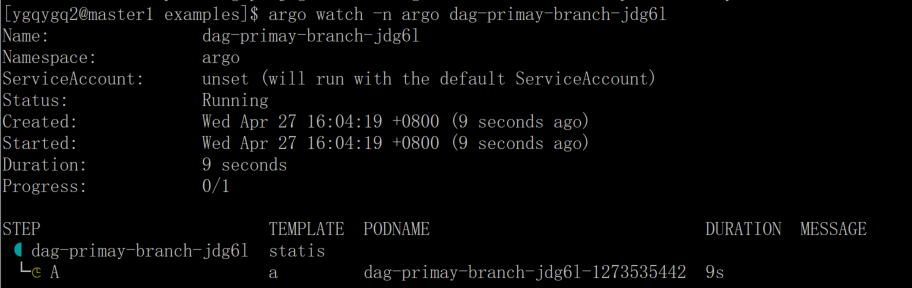 [ygqygq2@master1 examples]$ argo watch -n argo dag-primay-branch-jdg6l
Name: dag-primay-branch-jdg6l
Namespace: argo
ServiceAccount: unset (will run with the default ServiceAccount)
Status: Running
Created: Wed Apr 27 16:04:19 +0800 (9 seconds ago)
Started: Wed Apr 27 16:04:19 +0800 (9 seconds ago)
Duration: 9 seconds
Progress: 0/1
STEP TEMPLATE PODNAME DURATION MESSAGE
dag-primay-branch-jdg6l statis
A a dag-primay-branch-jdg6l-1273535442 9s